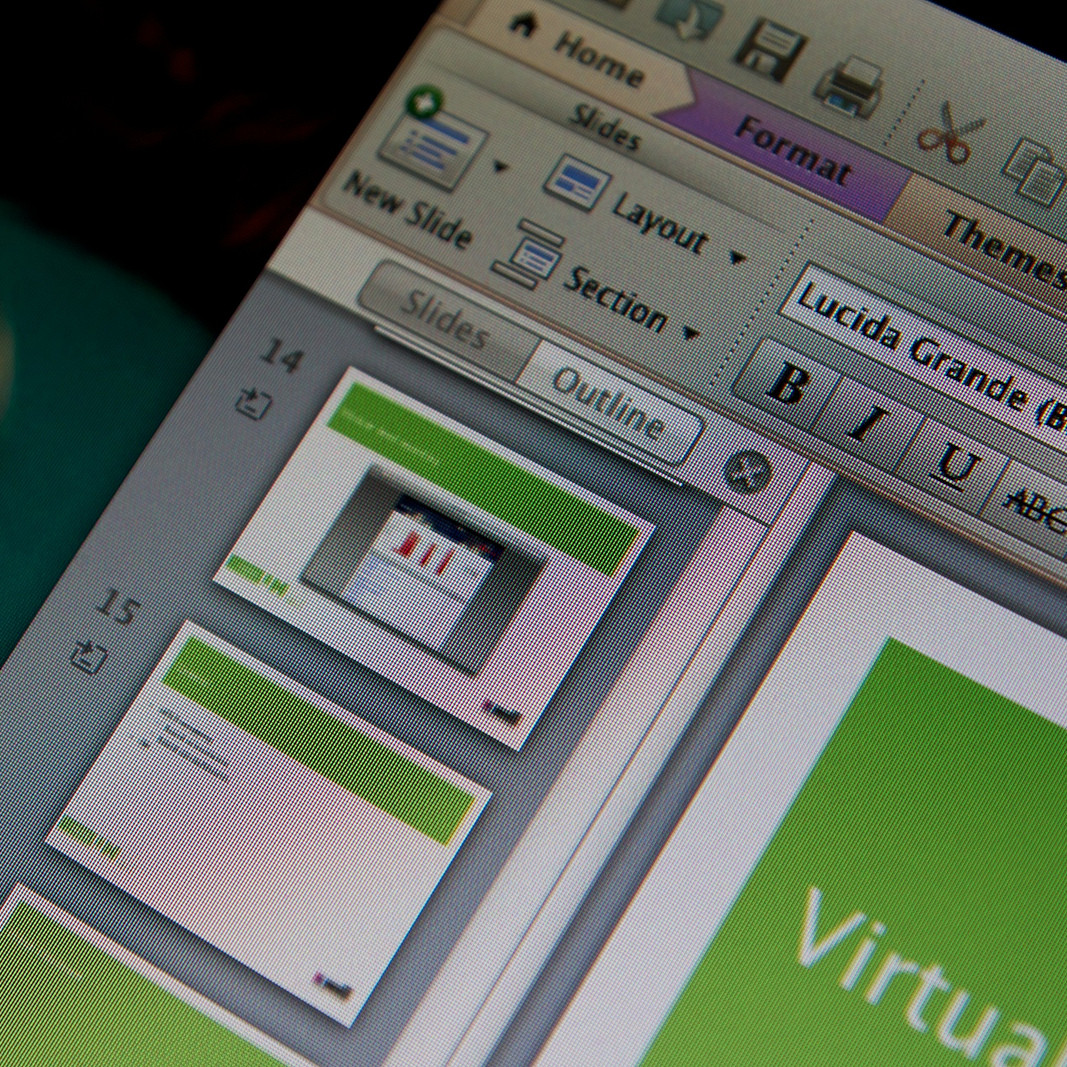 Home
Format
Themes
Slides
New Slide
Layout
Section
Lucida Grande (B
B I U ABC
Slides
Outline
14
15
Virtua